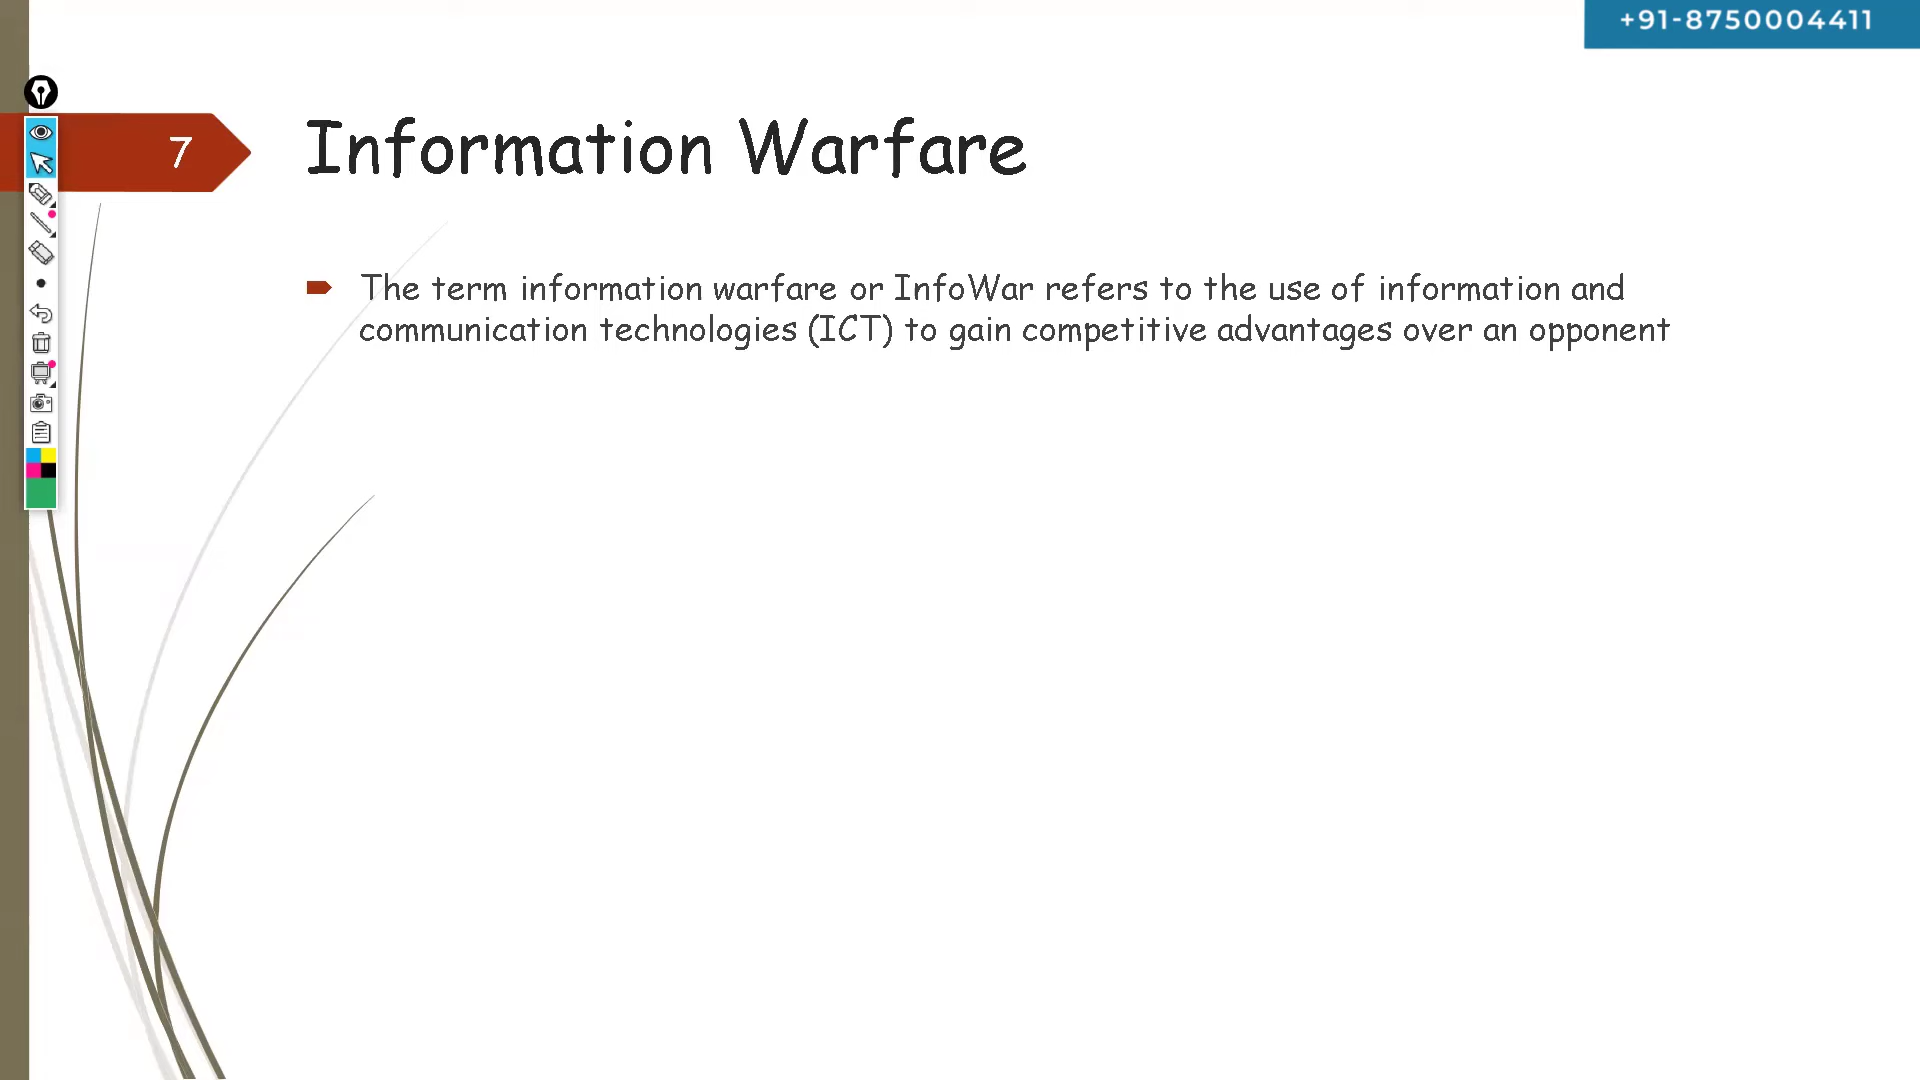 +91-8750004411
7
Information Warfare
The term information warfare or InfoWar refers to the use of information and
communication technologies (ICT) to gain competitive advantages over an opponent